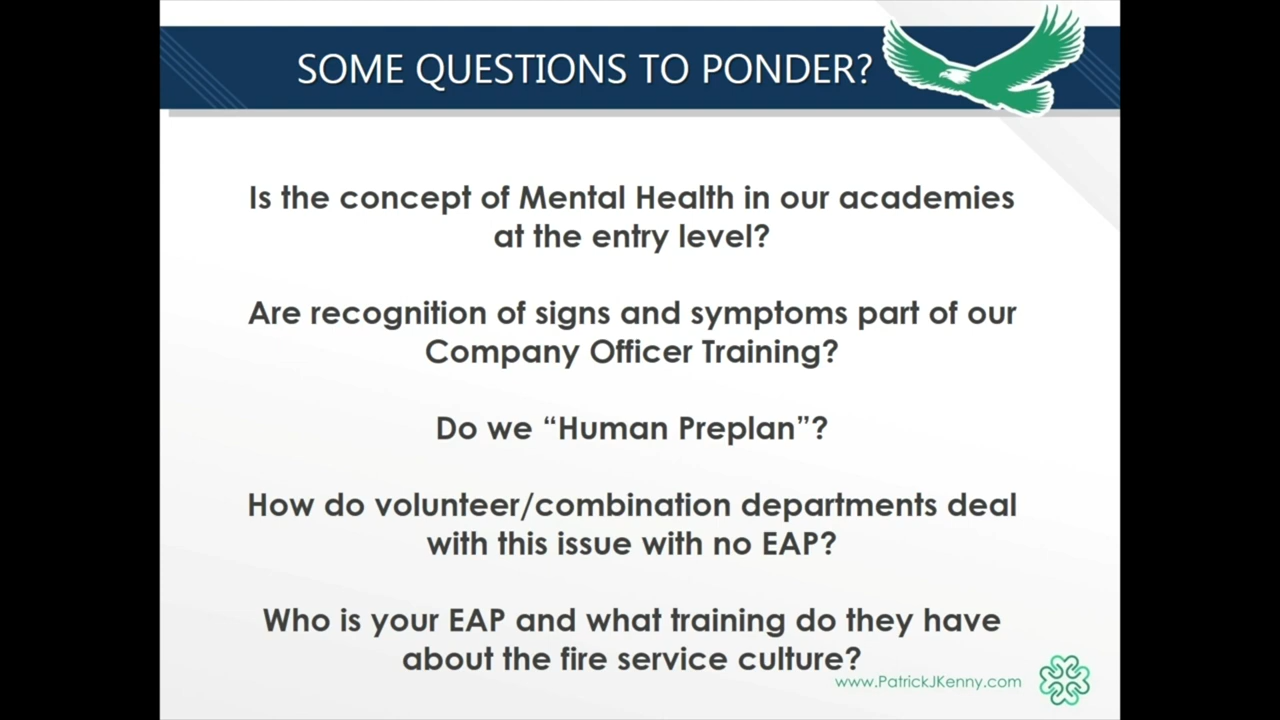 SOME QUESTIONS TO PONDER?
Is the concept of Mental Health in our academies
at the entry level?
Are recognition of signs and symptoms part of our
Company Officer Training?
Do we “Human Preplan”?
How do volunteer/combination departments deal
with this issue with no EAP?
Who is your EAP and what training do they have
about the fire service culture?
www.PatrickJKenny.com